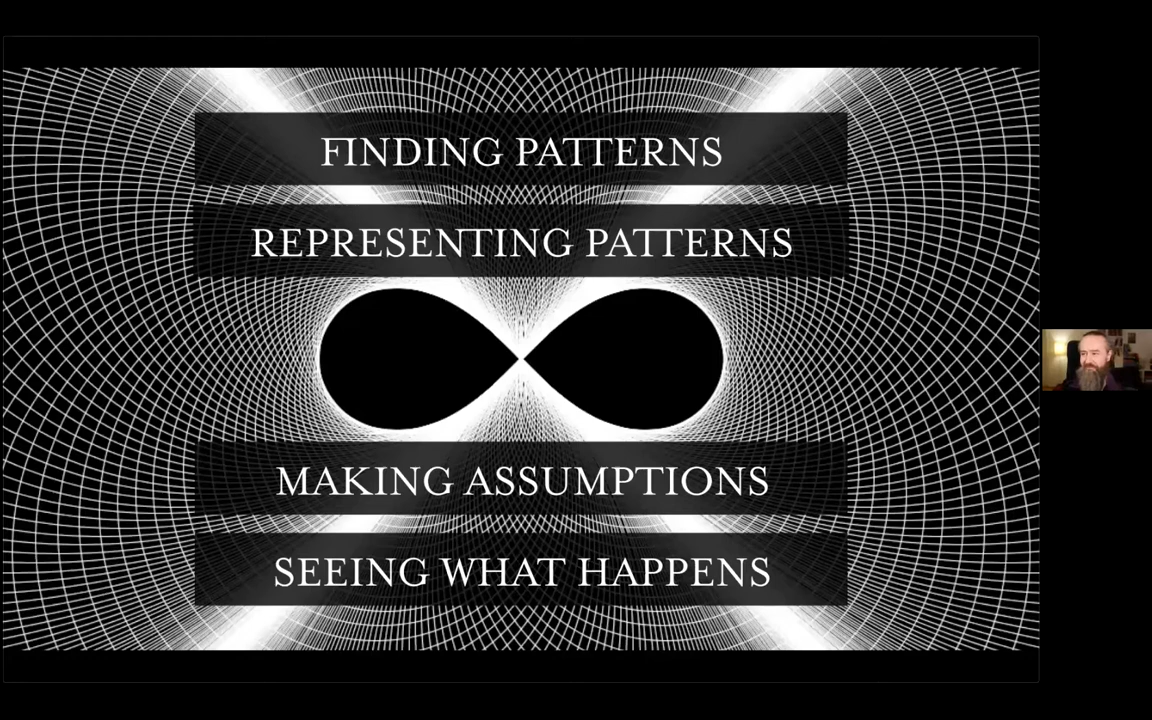 FINDING PATTERNS
REPRESENTING PATTERNS
MAKING ASSUMPTIONS
SEEING WHAT HAPPENS